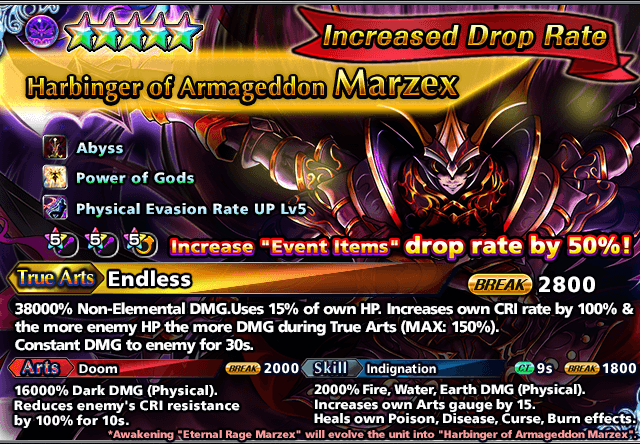 Increased Drop Rate
Harbinger of Armageddon Marzex
Abyss
Power of Gods
Physical Evasion Rate UP Lv5
5 5 5
Increase "Event Items" drop rate by 50%!
True Arts Endless BREAK 2800
38000% Non-Elemental DMG.Uses 15% of own HP. Increases own CRI rate by 100% &
the more enemy HP the more DMG during True Arts (MAX: 150%).
Constant DMG to enemy for 30s.
Arts Doom BREAK 2000
16000% Dark DMG (Physical).
Reduces enemy's CRI resistance
by 100% for 10s.
Skill Indignation C.T. 9s BREAK 1800
2000% Fire, Water, Earth DMG (Physical).
Increases own Arts gauge by 15.
Heals own Poison, Disease, Curse, Burn effects.
*Awakening "Eternal Rage Marzex" will evolve the unit into "Harbinger of Armageddon Marzex"